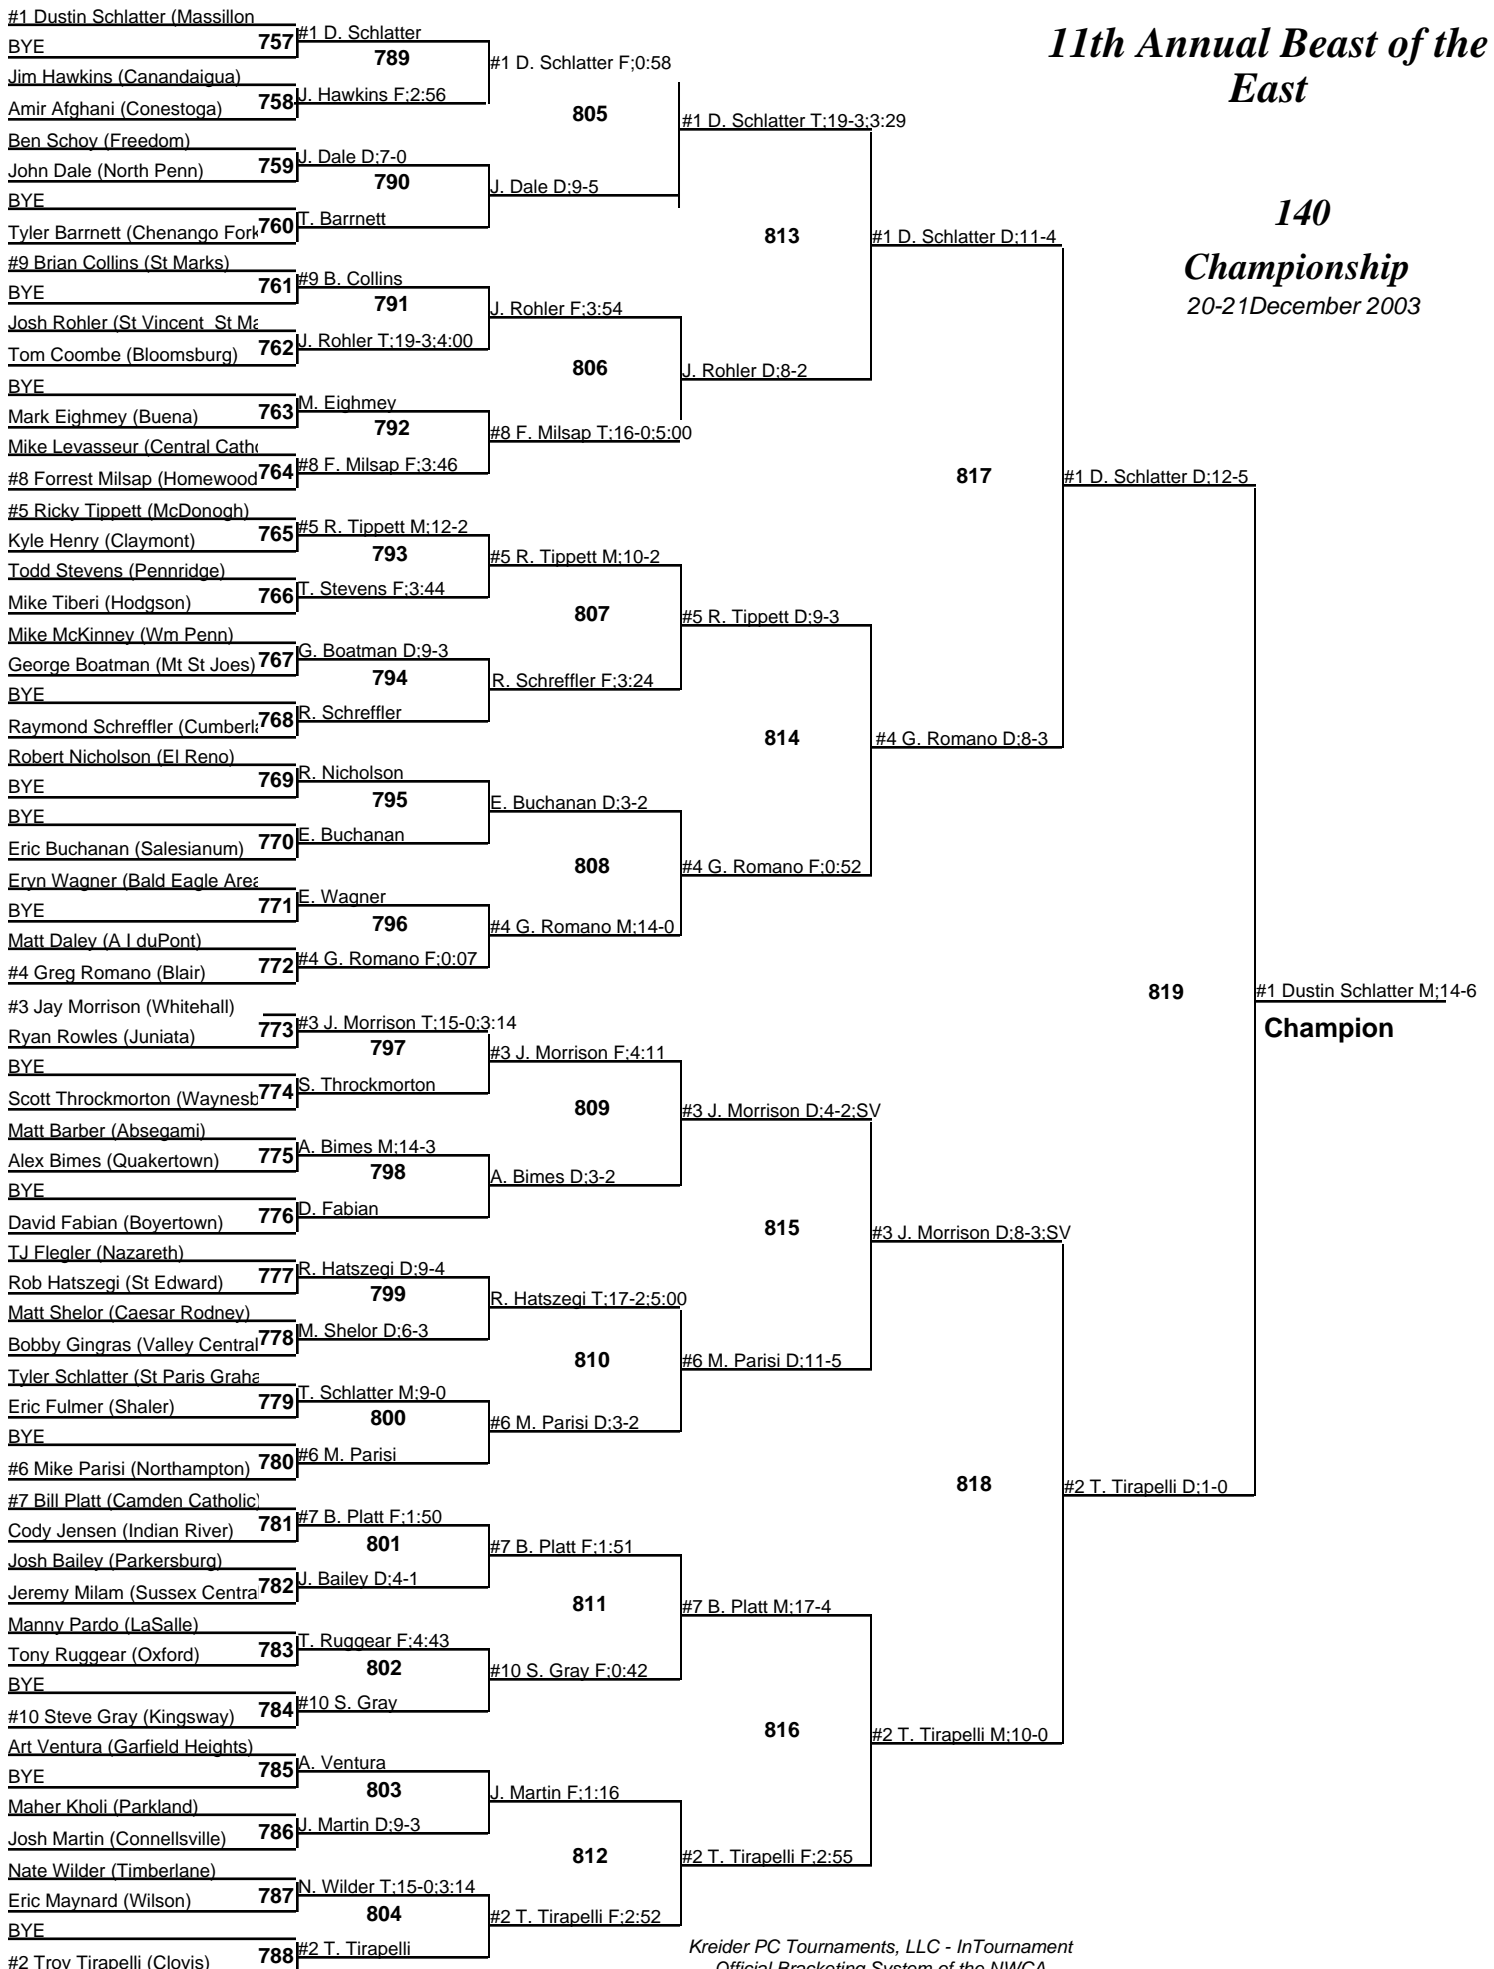 11th Annual Beast of the
East
140
Championship
20-21December 2003
#1 Dustin Schlatter (Massillon
BYE
757
Jim Hawkins (Canandaigua)
Amir Afghani (Conestoga)
758
Ben Schoy (Freedom)
John Dale (North Penn)
759
BYE
Tyler Barrnett (Chenango Fork
760
#9 Brian Collins (St Marks)
BYE
761
Josh Rohler (St Vincent St Ma
Tom Coombe (Bloomsburg)
762
BYE
Mark Eighmey (Buena)
763
Mike Levasseur (Central Catho
#8 Forrest Milsap (Homewood
764
#5 Ricky Tippett (McDonogh)
Kyle Henry (Claymont)
765
Todd Stevens (Pennridge)
Mike Tiberi (Hodgson)
766
Mike McKinney (Wm Penn)
George Boatman (Mt St Joes)
767
BYE
Raymond Schreffler (Cumberla
768
Robert Nicholson (El Reno)
BYE
769
BYE
Eric Buchanan (Salesianum)
770
Eryn Wagner (Bald Eagle Area
BYE
771
Matt Daley (A I duPont)
#4 Greg Romano (Blair)
772
#3 Jay Morrison (Whitehall)
Ryan Rowles (Juniata)
773
BYE
Scott Throckmorton (Waynesb
774
Matt Barber (Absegami)
Alex Bimes (Quakertown)
775
BYE
David Fabian (Boyertown)
776
TJ Flegler (Nazareth)
Rob Hatszegi (St Edward)
777
Matt Shelor (Caesar Rodney)
Bobby Gingras (Valley Central
778
Tyler Schlatter (St Paris Graha
Eric Fulmer (Shaler)
779
BYE
#6 Mike Parisi (Northampton)
780
#7 Bill Platt (Camden Catholic)
Cody Jensen (Indian River)
781
Josh Bailey (Parkersburg)
Jeremy Milam (Sussex Centra
782
Manny Pardo (LaSalle)
Tony Ruggear (Oxford)
783
BYE
#10 Steve Gray (Kingsway)
784
Art Ventura (Garfield Heights)
BYE
785
Maher Kholi (Parkland)
Josh Martin (Connellsville)
786
Nate Wilder (Timberlane)
Eric Maynard (Wilson)
787
BYE
#2 Troy Tirapelli (Clovis)
788
#1 D. Schlatter
789
J. Hawkins F;2:56
J. Dale D;7-0
790
T. Barrnett
#9 B. Collins
791
J. Rohler T;19-3;4:00
M. Eighmey
792
#8 F. Milsap F;3:46
#5 R. Tippett M;12-2
793
T. Stevens F;3:44
G. Boatman D;9-3
794
R. Schreffler
R. Nicholson
795
E. Buchanan
E. Wagner
796
#4 G. Romano F;0:07
#3 J. Morrison T;15-0;3:14
797
S. Throckmorton
A. Bimes M;14-3
798
D. Fabian
R. Hatszegi D;9-4
799
M. Shelor D;6-3
T. Schlatter M;9-0
800
#6 M. Parisi
#7 B. Platt F;1:50
801
J. Bailey D;4-1
T. Ruggear F;4:43
802
#10 S. Gray
A. Ventura
803
J. Martin D;9-3
N. Wilder T;15-0;3:14
804
#2 T. Tirapelli
#1 D. Schlatter F;0:58
805
J. Dale D;9-5
J. Rohler F;3:54
806
#8 F. Milsap T;16-0;5:00
#5 R. Tippett M;10-2
807
R. Schreffler F;3:24
E. Buchanan D;3-2
808
#4 G. Romano M;14-0
#3 J. Morrison F;4:11
809
A. Bimes D;3-2
R. Hatszegi T;17-2;5:00
810
#6 M. Parisi D;3-2
#7 B. Platt F;1:51
811
#10 S. Gray F;0:42
J. Martin F;1:16
812
#2 T. Tirapelli F;2:52
#1 D. Schlatter T;19-3;3:29
813
J. Rohler D;8-2
#5 R. Tippett D;9-3
814
#4 G. Romano F;0:52
#3 J. Morrison D;4-2;SV
815
#6 M. Parisi D;11-5
#7 B. Platt M;17-4
816
#2 T. Tirapelli F;2:55
#1 D. Schlatter D;11-4
817
#4 G. Romano D;8-3
#3 J. Morrison D;8-3;SV
818
#2 T. Tirapelli M;10-0
#1 D. Schlatter D;12-5
819
#2 T. Tirapelli D;1-0
#1 Dustin Schlatter M;14-6
Champion
Kreider PC Tournaments, LLC - InTournament
Official Bracketing System of the NWCA